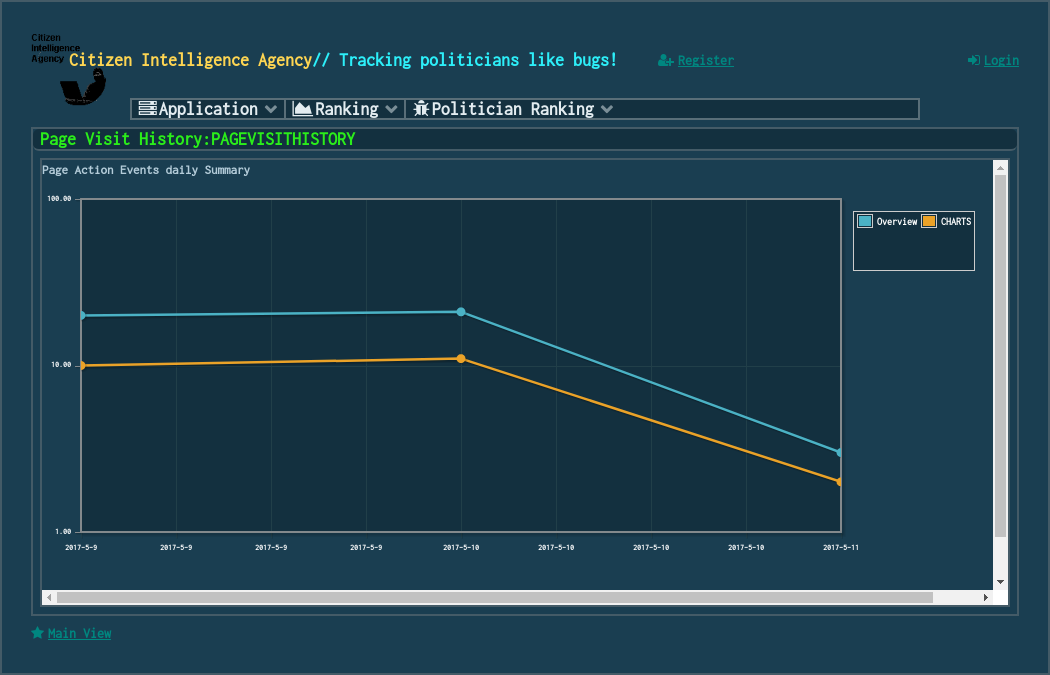 Citizen
Intelligence
Agency
Citizen Intelligence Agency// Tracking politicians like bugs!
Register
Login
Application
Ranking
Politician Ranking
Page Visit History:PAGEVISITHISTORY
Page Action Events daily Summary
100.00
10.00
1.00
Overview
CHARTS
2017-5-9 2017-5-9 2017-5-9 2017-5-9 2017-5-10 2017-5-10 2017-5-10 2017-5-10 2017-5-11
Main View